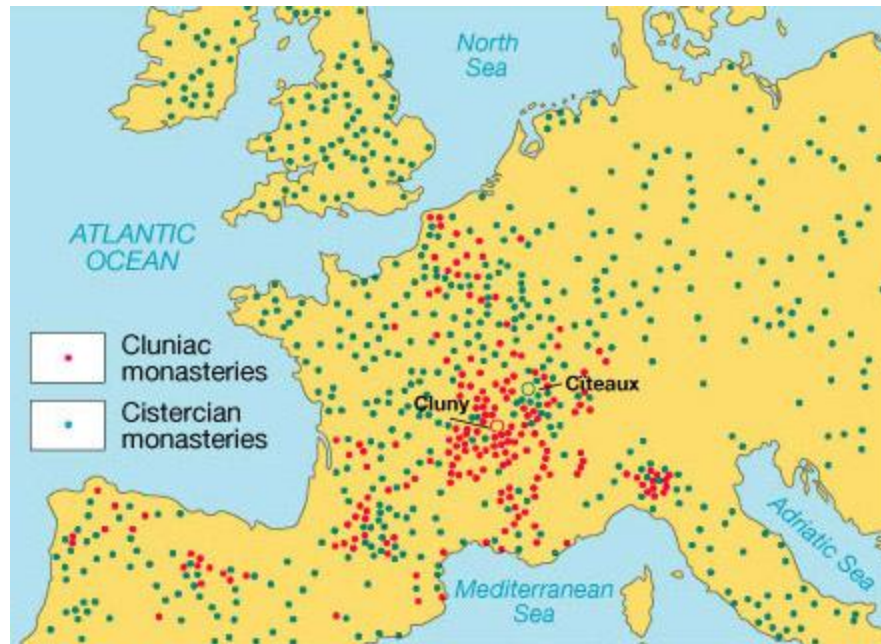 North
Sea
ATLANTIC
OCEAN
Cluniac
monasteries
Cistercian
monasteries
Cîteaux
Cluny
Adriatic Sea
Mediterranean
Sea